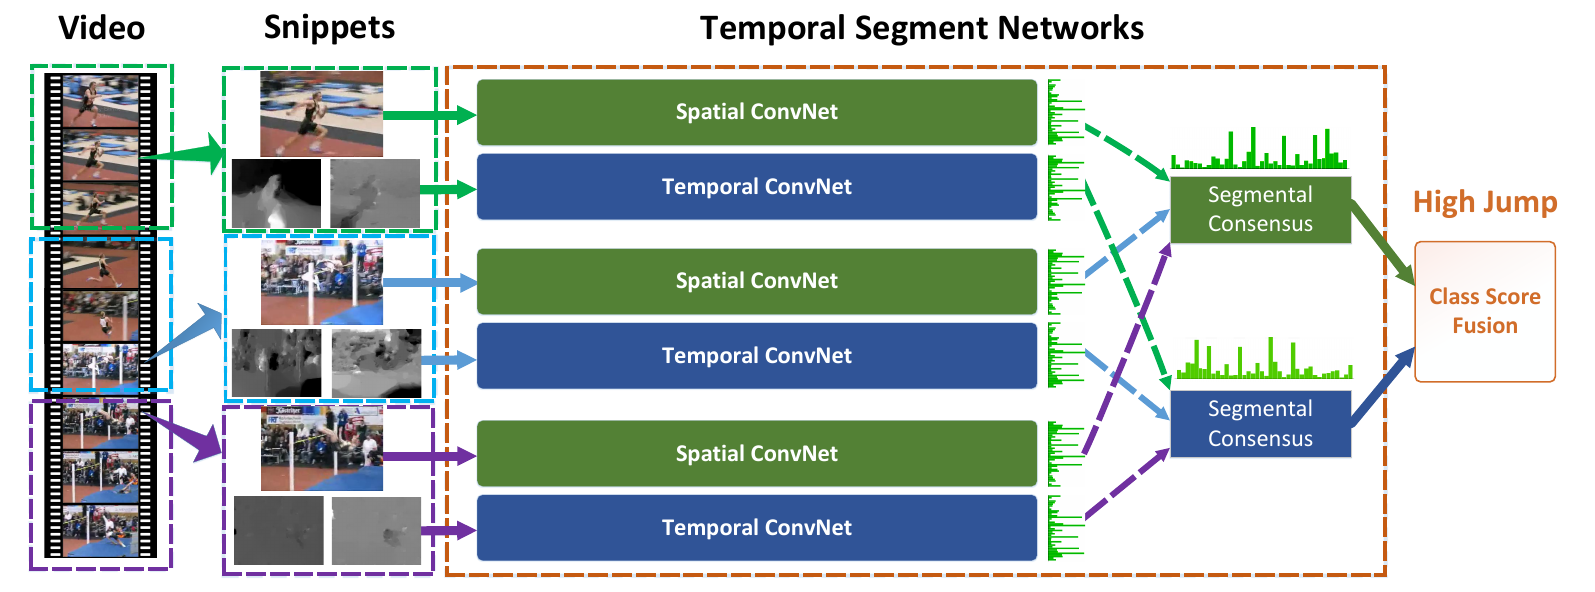 Video
Snippets
Temporal Segment Networks
Spatial ConvNet
Temporal ConvNet
Spatial ConvNet
Temporal ConvNet
Spatial ConvNet
Temporal ConvNet
Segmental
Consensus
Segmental
Consensus
High Jump
Class Score
Fusion